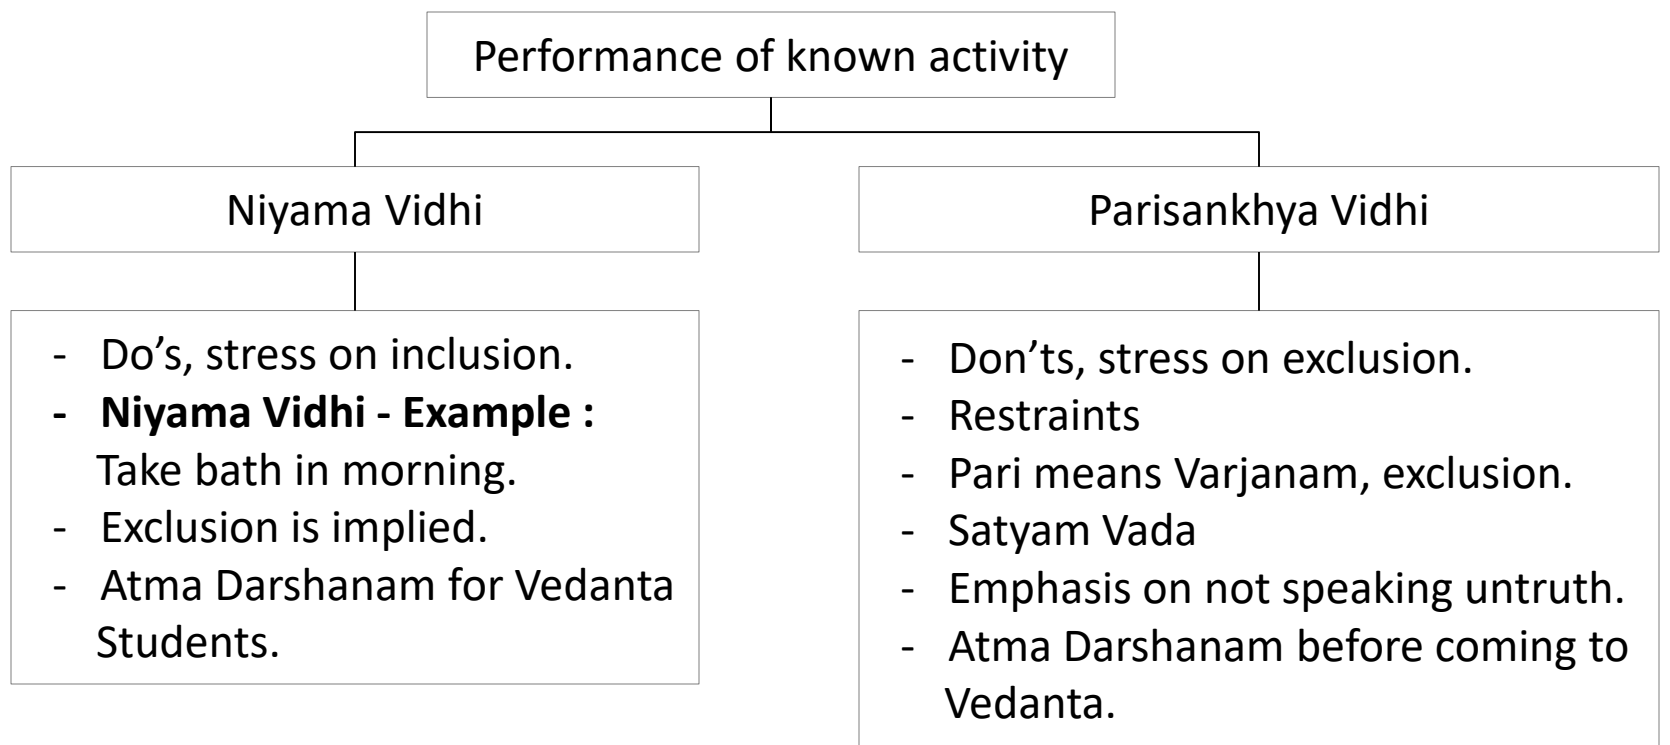 Performance of known activity
Niyama Vidhi
Parisankhya Vidhi
- Do’s, stress on inclusion.
- Niyama Vidhi - Example :
Take bath in morning.
- Exclusion is implied.
- Atma Darshanam for Vedanta
Students.
- Don’ts, stress on exclusion.
- Restraints
- Pari means Varjanam, exclusion.
- Satyam Vada
- Emphasis on not speaking untruth.
- Atma Darshanam before coming to
Vedanta.